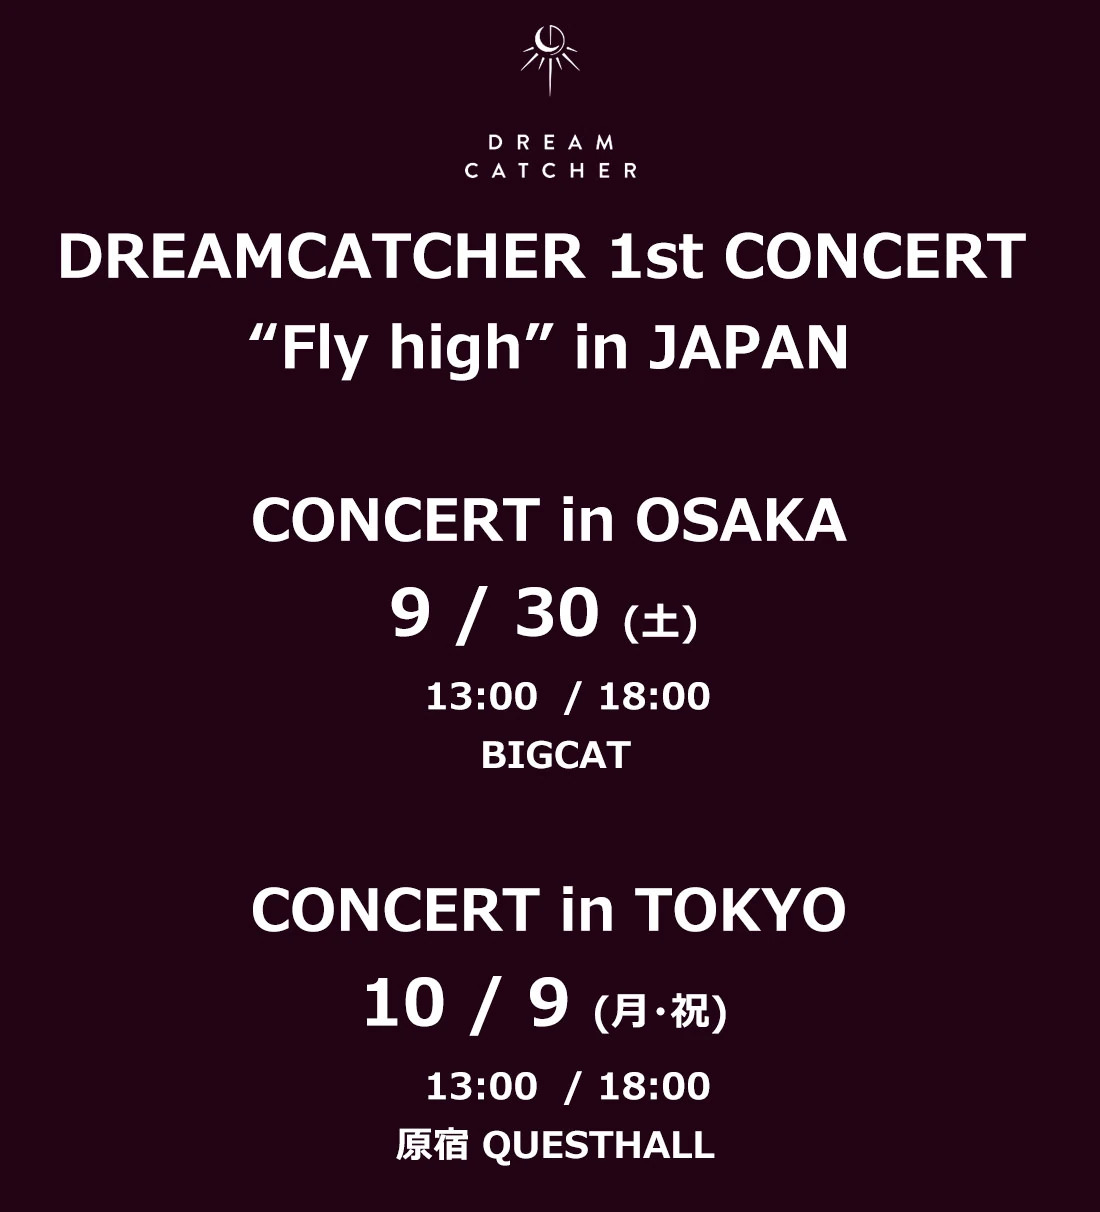 DREAM
CATCHER
DREAMCATCHER 1st CONCERT
“Fly high” in JAPAN
CONCERT in OSAKA
9 / 30 (土)
13:00 / 18:00
BIGCAT
CONCERT in TOKYO
10 / 9 (月･祝)
13:00 / 18:00
原宿 QUESTHALL